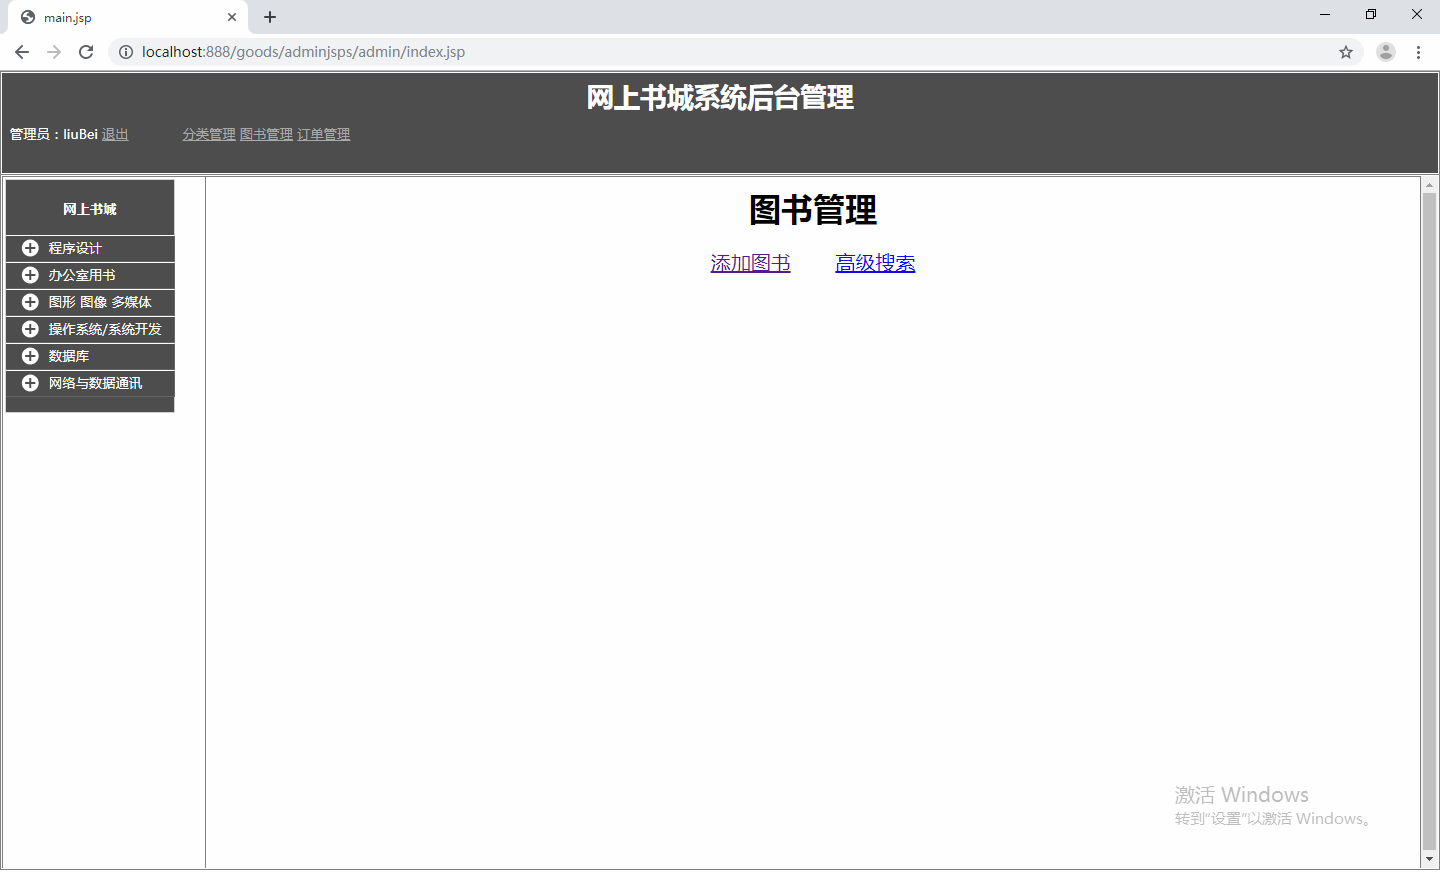 main.jsp
localhost:888/goods/adminjsps/admin/index.jsp
网上书城系统后台管理
管理员：liuBei 退出 分类管理 图书管理 订单管理
网上书城
程序设计
办公室用书
图形 图像 多媒体
操作系统/系统开发
数据库
网络与数据通讯
图书管理
添加图书 高级搜索
激活 Windows
转到"设置"以激活 Windows。